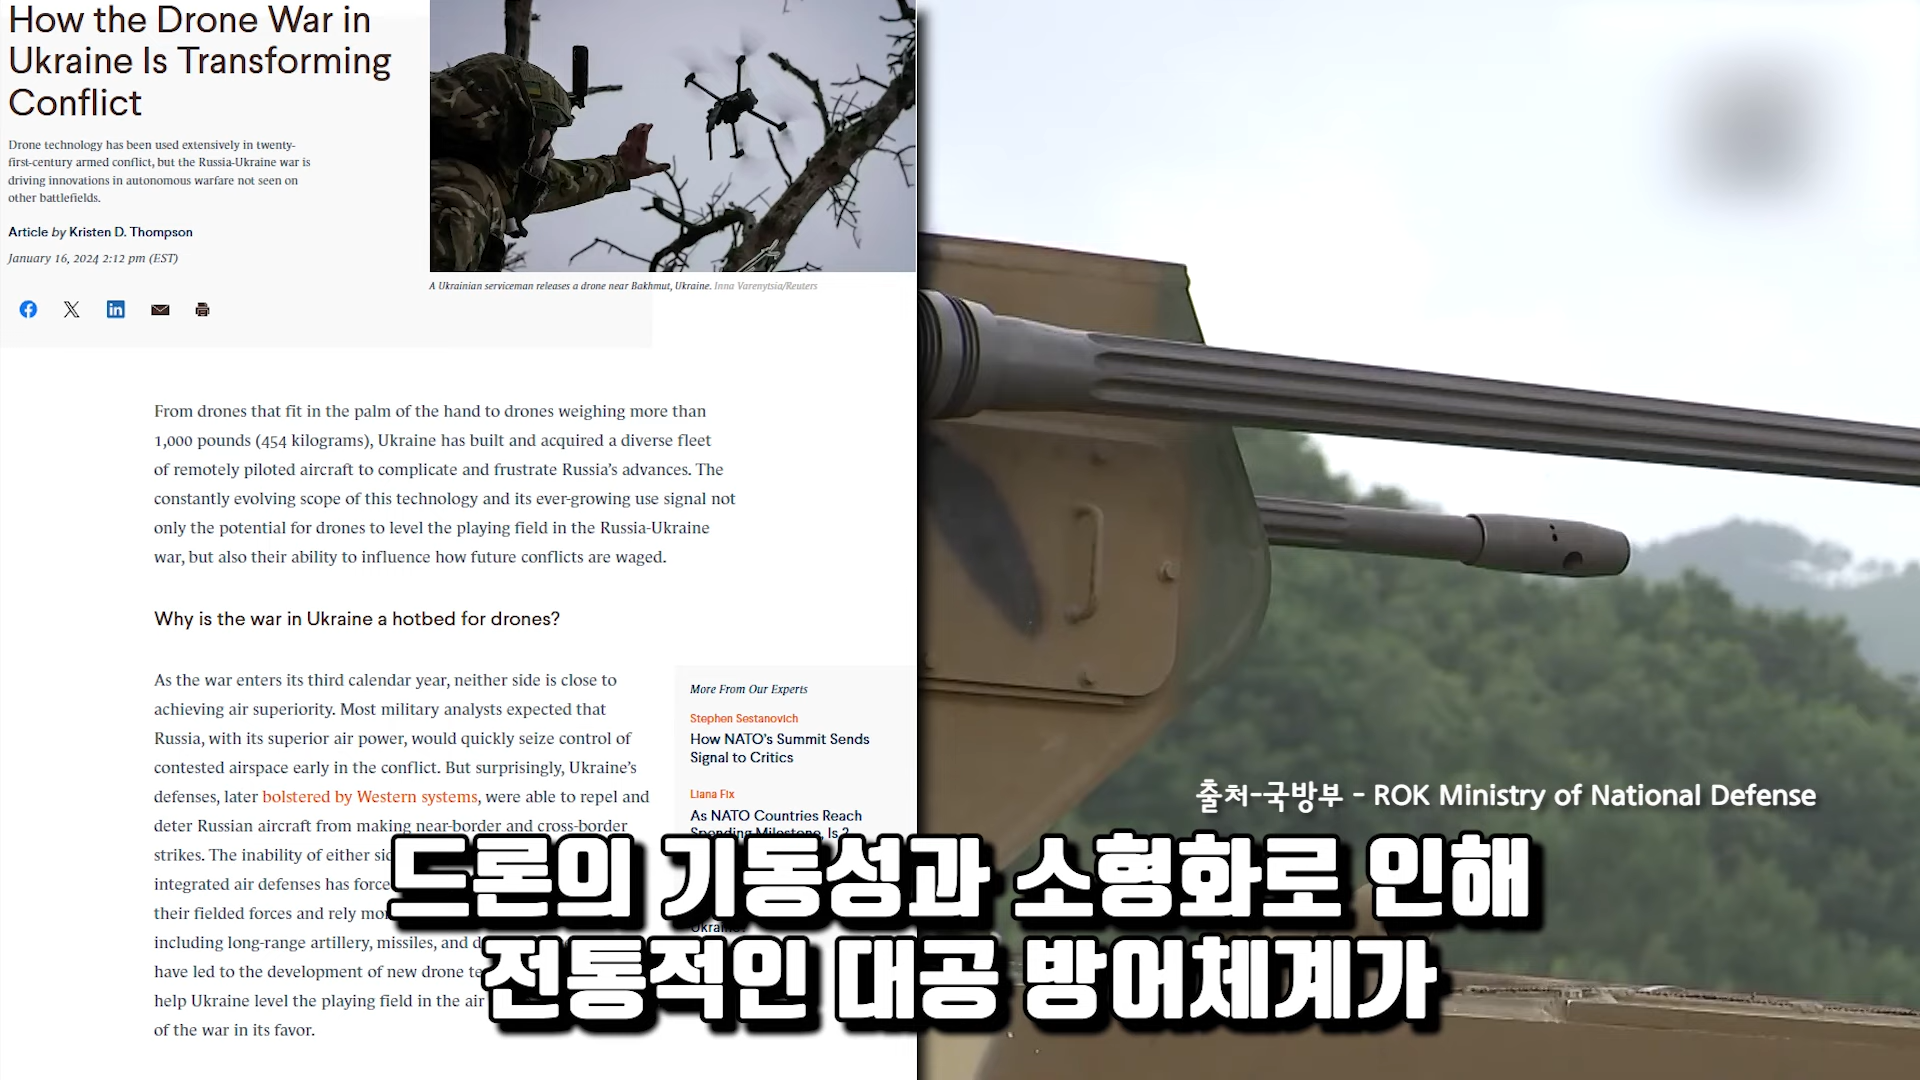 How the Drone War in
Ukraine Is Transforming
Conflict
Drone technology has been used extensively in twenty-
first-century armed conflict, but the Russia-Ukraine war is
driving innovations in autonomous warfare not seen on
other battlefields.
Article by Kristen D. Thompson
January 16, 2024 2:12 pm (EST)
A Ukrainian serviceman releases a drone near Bakhmut, Ukraine. Inna Varenytsia/Reuters
From drones that fit in the palm of the hand to drones weighing more than
1,000 pounds (454 kilograms), Ukraine has built and acquired a diverse fleet
of remotely piloted aircraft to complicate and frustrate Russia's advances. The
constantly evolving scope of this technology and its ever-growing use signal not
only the potential for drones to level the playing field in the Russia-Ukraine
war, but also their ability to influence how future conflicts are waged.
Why is the war in Ukraine a hotbed for drones?
As the war enters its third calendar year, neither side is close to
achieving air superiority. Most military analysts expected that
Russia, with its superior air power, would quickly seize control of
contested airspace early in the conflict. But surprisingly, Ukraine's
defenses, later bolstered by Western systems, were able to repel and
deter Russian aircraft from making near-border and cross-border
strikes. The inability of either
integrated air defenses has
their fielded forces and rely
including long-range artillery, missiles, and
have led to the development of new drone
help Ukraine level the playing field in the air
of the war in its favor.
More From Our Experts
Stephen Sestanovich
How NATO's Summit Sends
Signal to Critics
Liana Fix
As NATO Countries Reach
Spending Milestone, Is 2
출처-국방부 - ROK Ministry of National Defense
드론의 기동성과 소형화로 인해
전통적인 대공 방어체계가